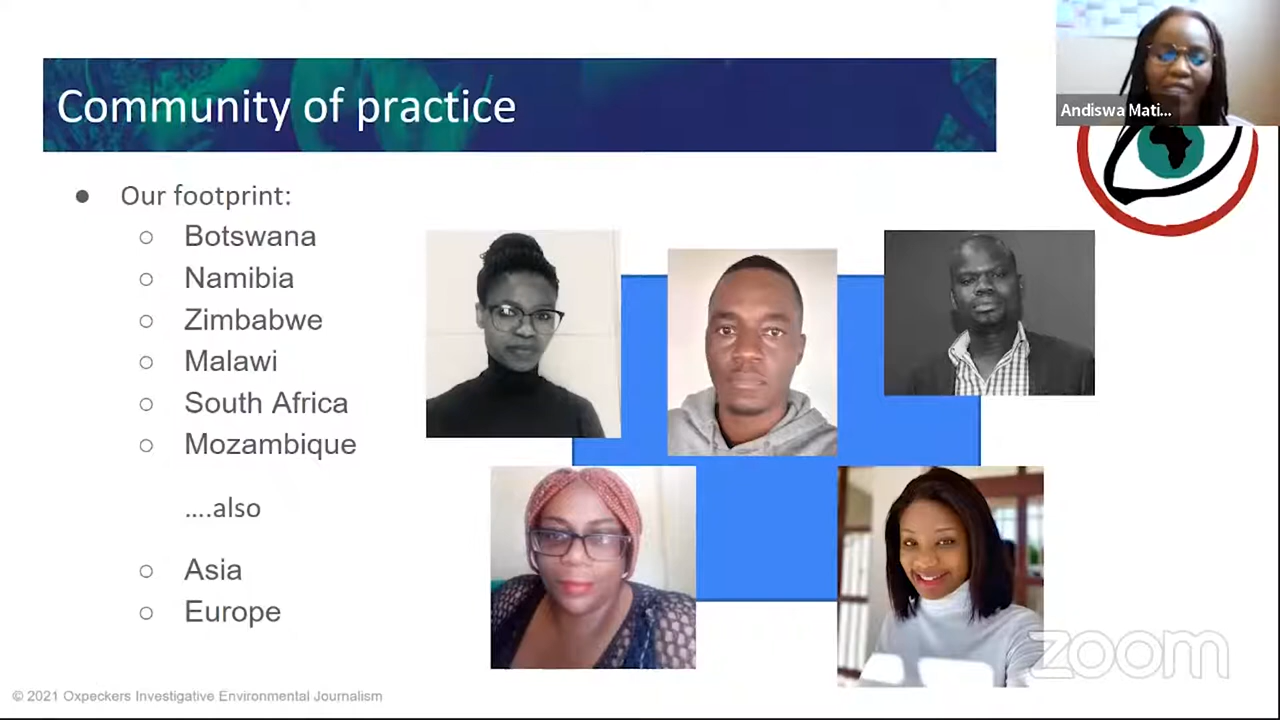 Community of practice
Andiswa Mati...
● Our footprint:
○ Botswana
○ Namibia
○ Zimbabwe
○ Malawi
○ South Africa
○ Mozambique
....also
○ Asia
○ Europe
zoom
© 2021 Oxpeckers Investigative Environmental Journalism